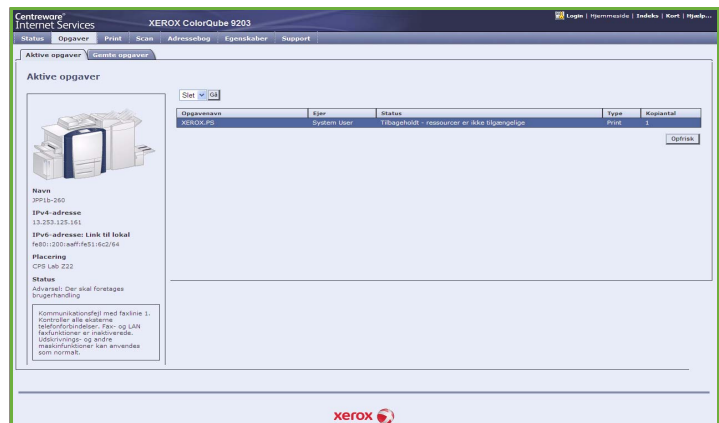 Centreware®
Internet Services
XEROX ColorQube 9203
Login | Hjemmeside | Indeks | Kort | Hjælp...
Status Opgaver Print Scan Adressebog Egenskaber Support
Aktive opgaver Gemte opgaver
Aktive opgaver
Slet Gå
Opgavenavn Ejer Status Type Kopiantal
XEROX.PS System User Tilbageholdt - ressourcer er ikke tilgængelige Print 1
Opfrisk
Navn
JPP1b-260
IPv4-adresse
13.253.125.161
IPv6-adresse: Link til lokal
fe80::200:aaff:fe51:6c2/64
Placering
CPS Lab Z22
Status
Advarsel: Der skal foretages
brugerhandling
Kommunikationsfejl med faxlinie 1.
Kontroller alle eksterne
telefonforbindelser. Fax- og LAN
faxfunktioner er inaktiverede.
Udskrivnings- og andre
maskinfunktioner kan anvendes
som normalt.
xerox